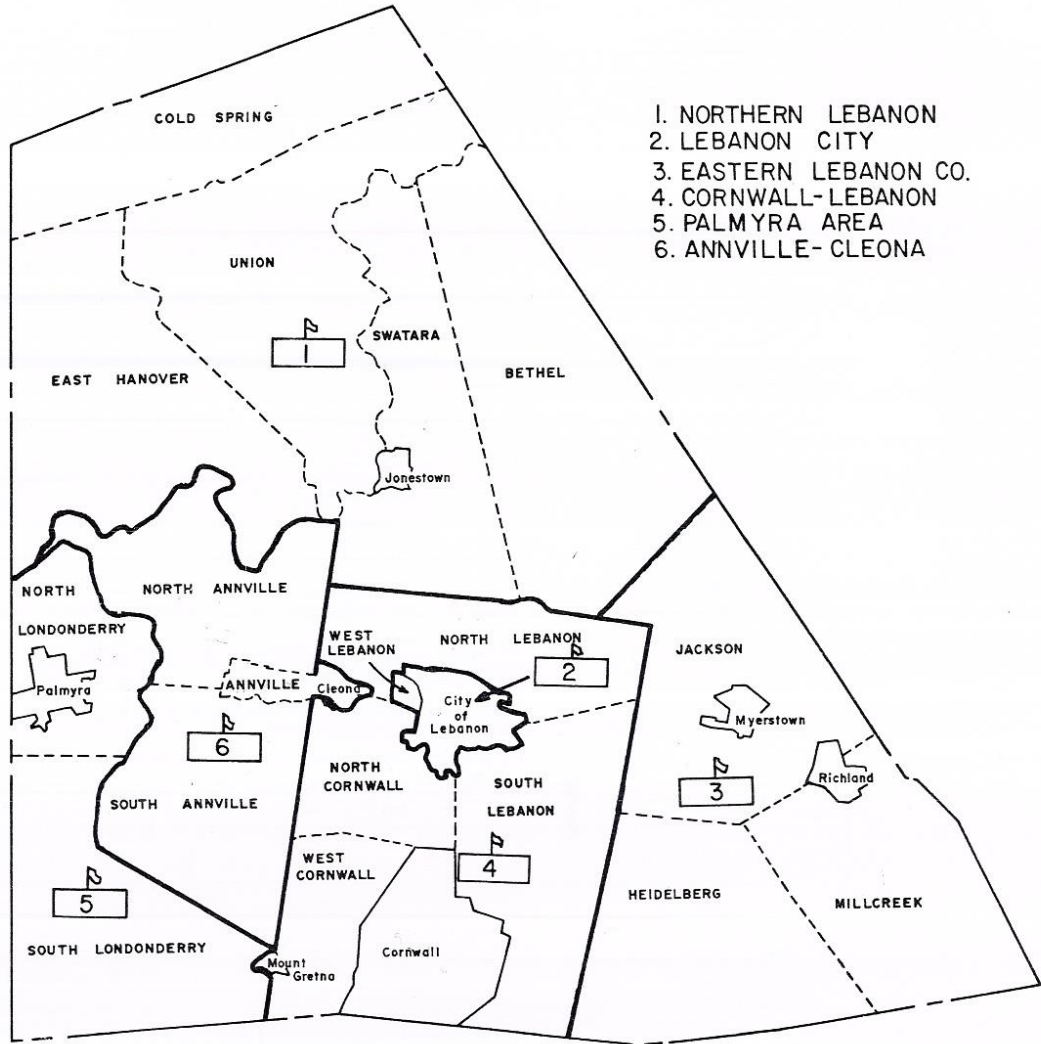 COLD SPRING
1. NORTHERN LEBANON
2. LEBANON CITY
3. EASTERN LEBANON CO.
4. CORNWALL-LEBANON
5. PALMYRA AREA
6. ANNVILLE-CLEONA
UNION
1
SWATARA
EAST HANOVER
BETHEL
Jonestown
NORTH
LONDONDERRY
NORTH ANNVILLE
WEST
LEBANON
NORTH LEBANON
2
JACKSON
Palmyra
ANNVILLE
Cleona
City
of
Lebanon
Myerstown
6
NORTH
CORNWALL
SOUTH
LEBANON
3
Richland
SOUTH ANNVILLE
WEST
CORNWALL
4
5
HEIDELBERG
MILLCREEK
SOUTH LONDONDERRY
Mount
Gretna
Cornwall